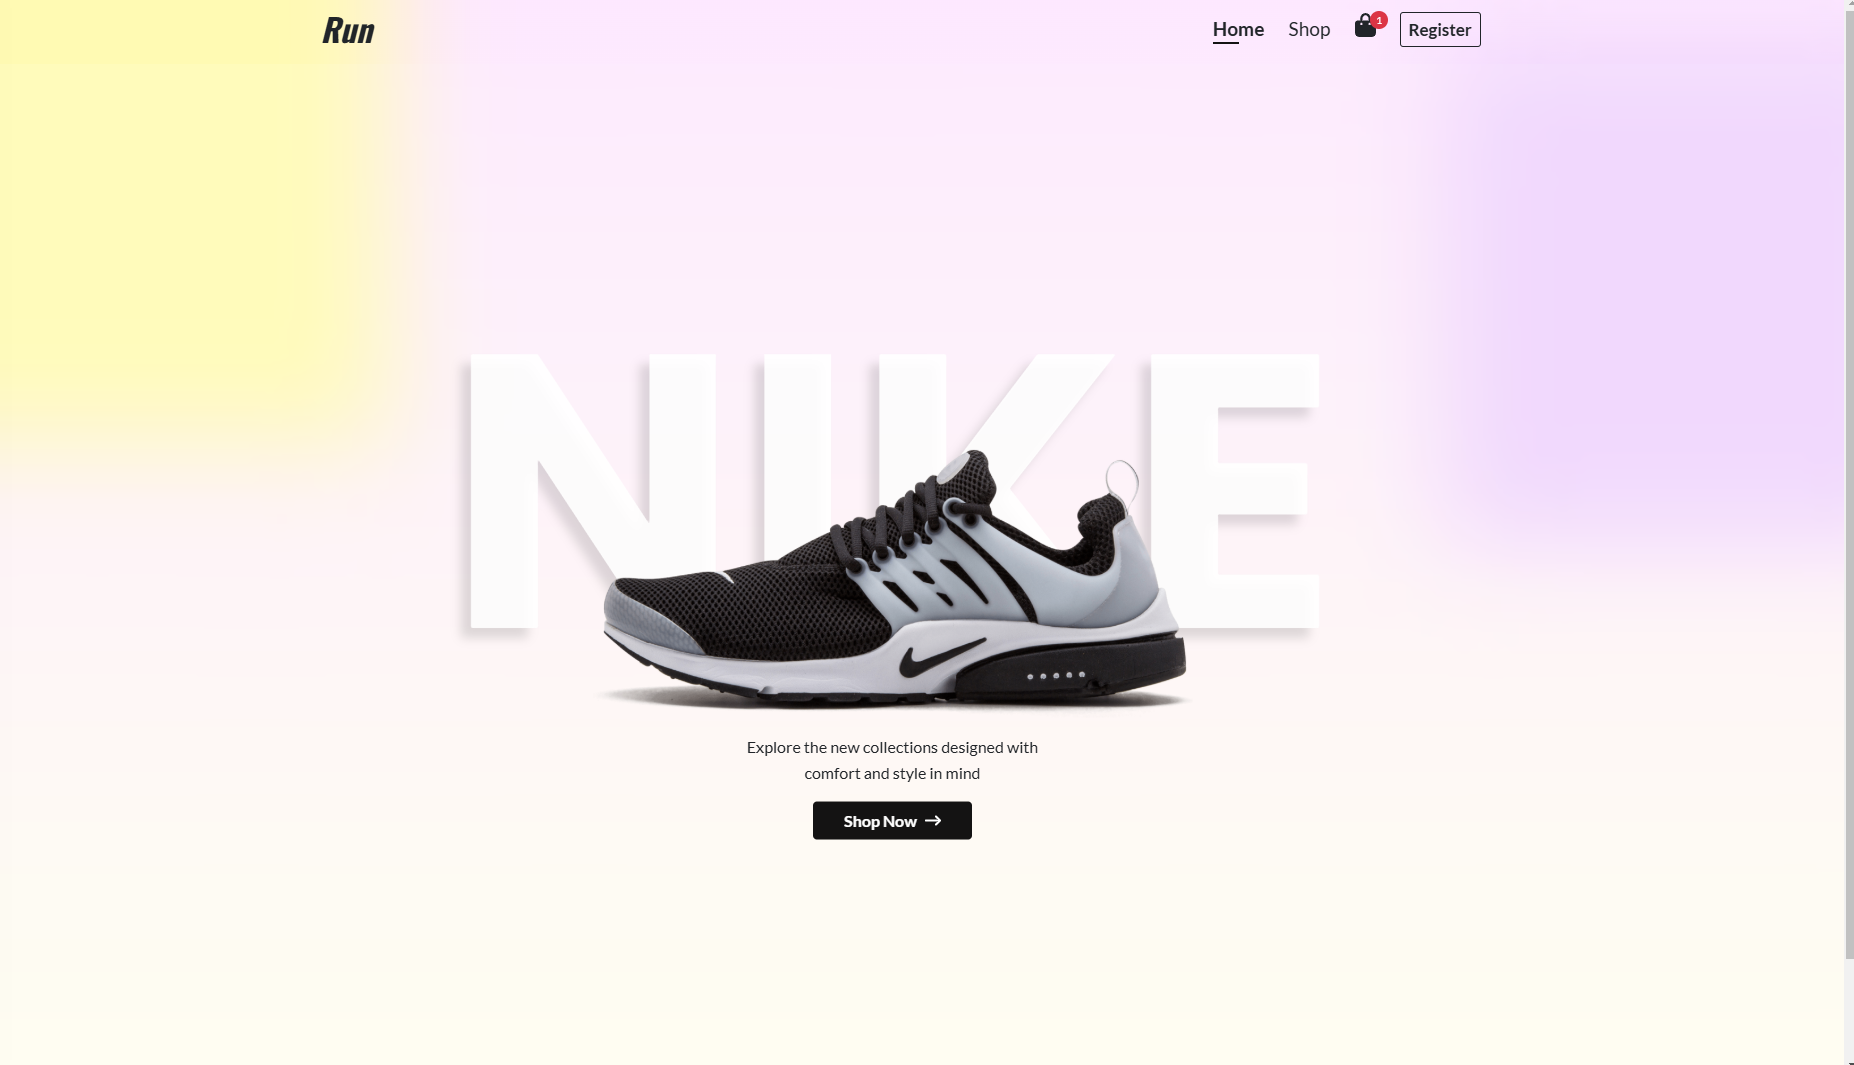 Run
Home
Shop
1
Register
NIKE
Explore the new collections designed with
comfort and style in mind
Shop Now →